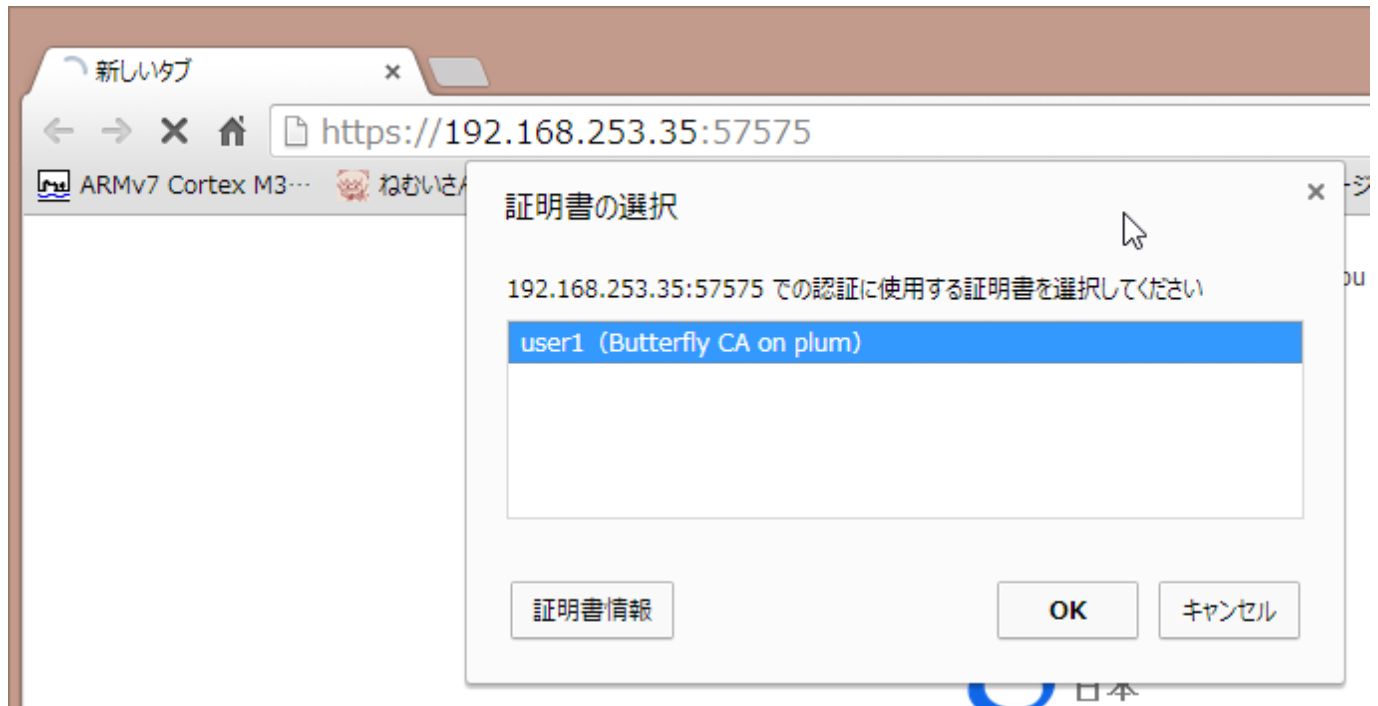 新しいタブ
https://192.168.253.35:57575
ARMv7 Cortex M3… ねむいさん
証明書の選択
192.168.253.35:57575 での認証に使用する証明書を選択してください
user1 (Butterfly CA on plum)
証明書情報 OK キャンセル
日本